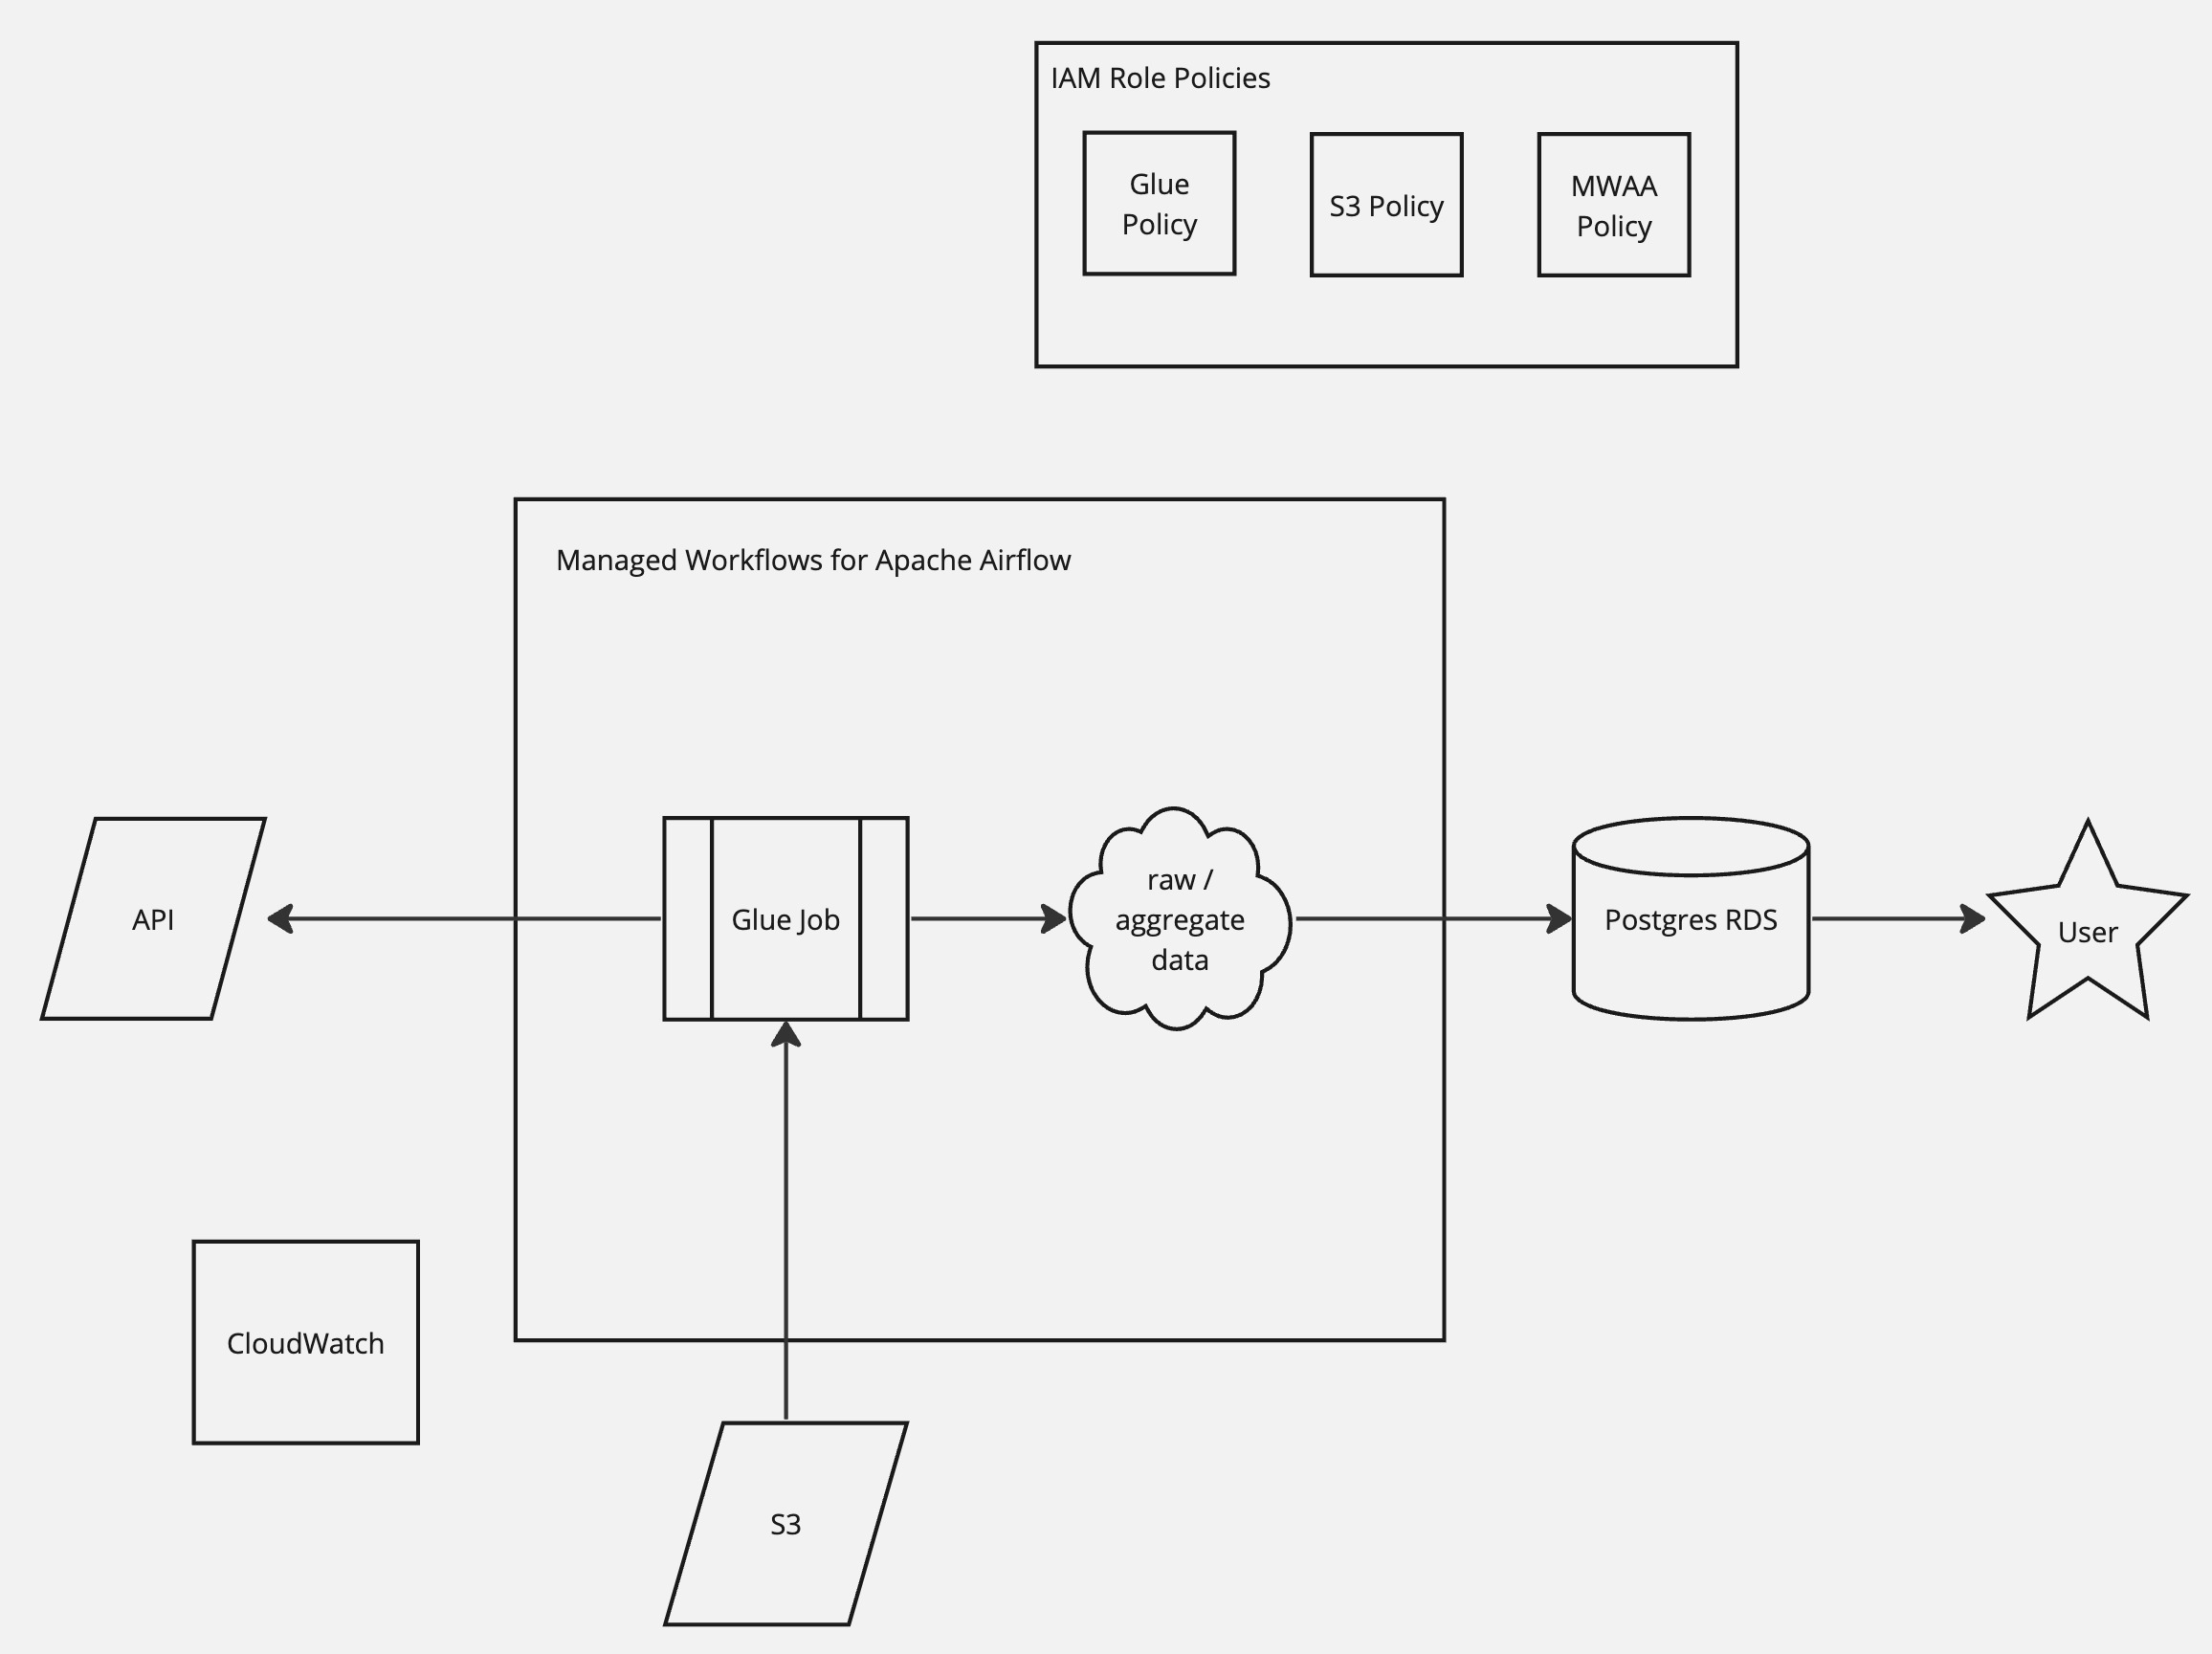 IAM Role Policies
Glue
Policy
S3 Policy
MWAA
Policy
Managed Workflows for Apache Airflow
API
Glue Job
raw /
aggregate
data
Postgres RDS
User
CloudWatch
S3